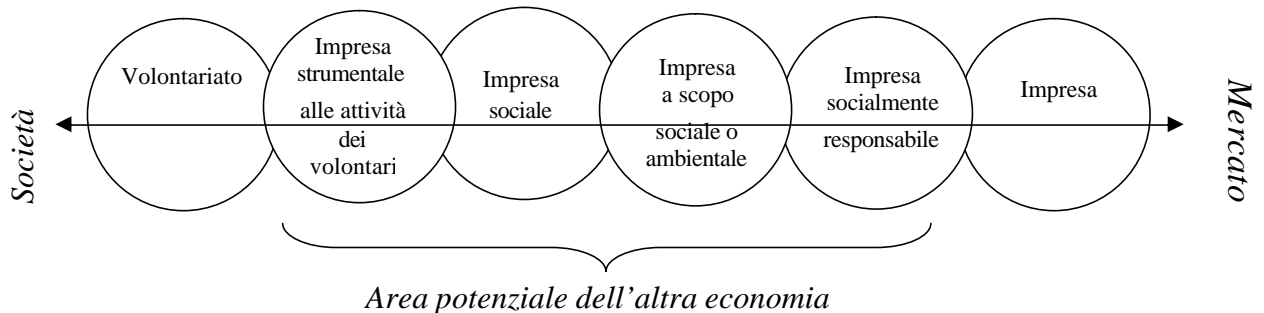 Società
Volontariato
Impresa
strumentale
alle attività
dei
volontari
Impresa
sociale
Impresa
a scopo
sociale o
ambientale
Impresa
socialmente
responsabile
Impresa
Mercato
Area potenziale dell'altra economia